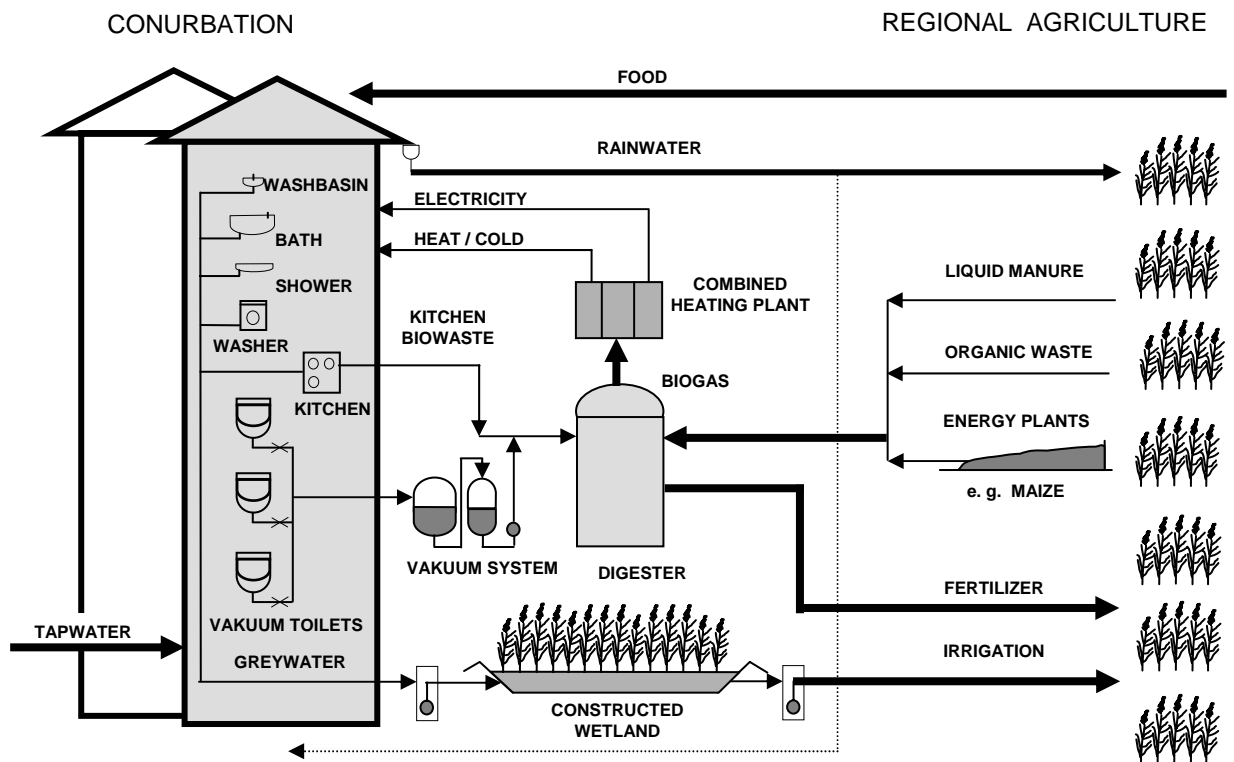 CONURBATION
REGIONAL AGRICULTURE
FOOD
RAINWATER
WASHBASIN
ELECTRICITY
BATH
HEAT / COLD
SHOWER
COMBINED
HEATING PLANT
LIQUID MANURE
KITCHEN
BIOWASTE
WASHER
ORGANIC WASTE
BIOGAS
KITCHEN
ENERGY PLANTS
e. g. MAIZE
VAKUUM SYSTEM
DIGESTER
FERTILIZER
VAKUUM TOILETS
TAPWATER
GREYWATER
IRRIGATION
CONSTRUCTED
WETLAND